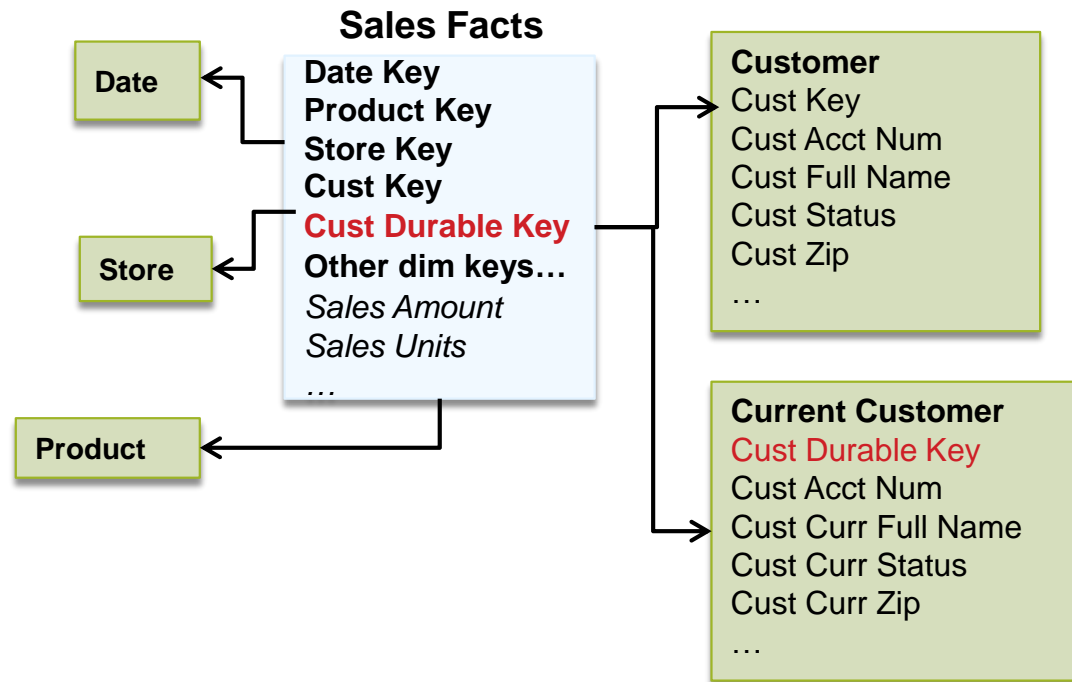 Sales Facts
Date
Date Key
Product Key
Store Key
Cust Key
Cust Durable Key
Other dim keys…
Sales Amount
Sales Units
…
Store
Product
Customer
Cust Key
Cust Acct Num
Cust Full Name
Cust Status
Cust Zip
…
Current Customer
Cust Durable Key
Cust Acct Num
Cust Curr Full Name
Cust Curr Status
Cust Curr Zip
…